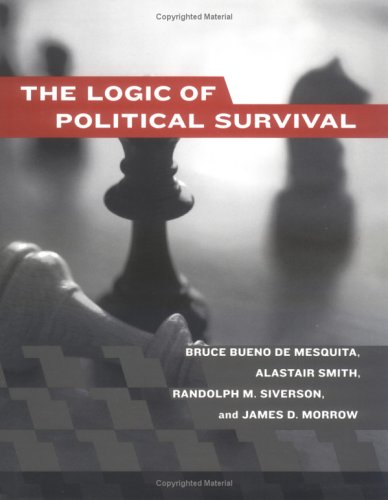 Copyrighted Material
THE LOGIC OF
POLITICAL SURVIVAL
BRUCE BUENO DE MESQUITA,
ALASTAIR SMITH,
RANDOLPH M. SIVERSON,
and JAMES D. MORROW
Copyrighted Material